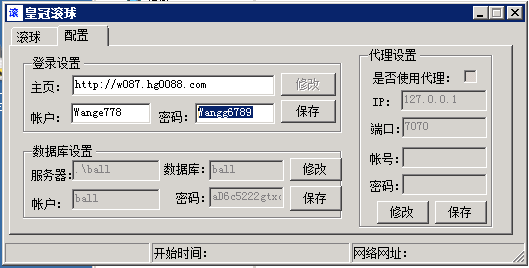 滚 皇冠滚球
滚球 配置
登录设置
主页： http://w087.hg0088.com 修改
帐户： Wange778 密码： Wangg6789 保存
数据库设置
服务器: .\ball 数据库: ball 修改
帐户： ball 密码: aD6c5222gtx 保存
代理设置
是否使用代理：
IP： 127.0.0.1
端口： 7070
帐号：
密码：
修改 保存
开始时间： 网络网址：